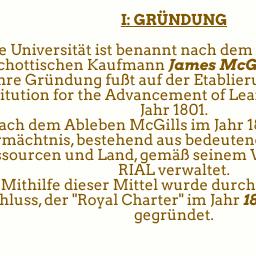 I: GRÜNDUNG
e Universität ist benannt nach dem
chottischen Kaufmann James McG
hre Gründung fußt auf der Etablieru
titution for the Advancement of Lea
Jahr 1801.
ach dem Ableben McGills im Jahr 18
rmächtnis, bestehend aus bedeuten
ssourcen und Land, gemäß seinem V
RIAL verwaltet.
Mithilfe dieser Mittel wurde durch
hluss, der "Royal Charter" im Jahr 18
gegründet.